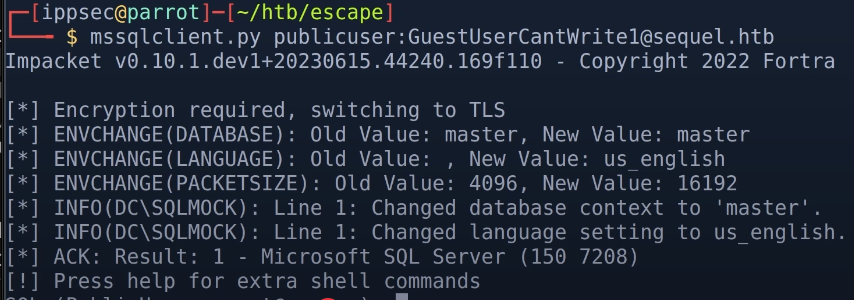 ┌─[ippsec@parrot]─[~/htb/escape]
└──╼ $ mssqlclient.py publicuser:GuestUserCantWrite1@sequel.htb
Impacket v0.10.1.dev1+20230615.44240.169f110 - Copyright 2022 Fortra
[*] Encryption required, switching to TLS
[*] ENVCHANGE(DATABASE): Old Value: master, New Value: master
[*] ENVCHANGE(LANGUAGE): Old Value: , New Value: us_english
[*] ENVCHANGE(PACKETSIZE): Old Value: 4096, New Value: 16192
[*] INFO(DC\SQLMOCK): Line 1: Changed database context to 'master'.
[*] INFO(DC\SQLMOCK): Line 1: Changed language setting to us_english.
[*] ACK: Result: 1 - Microsoft SQL Server (150 7208)
[!] Press help for extra shell commands